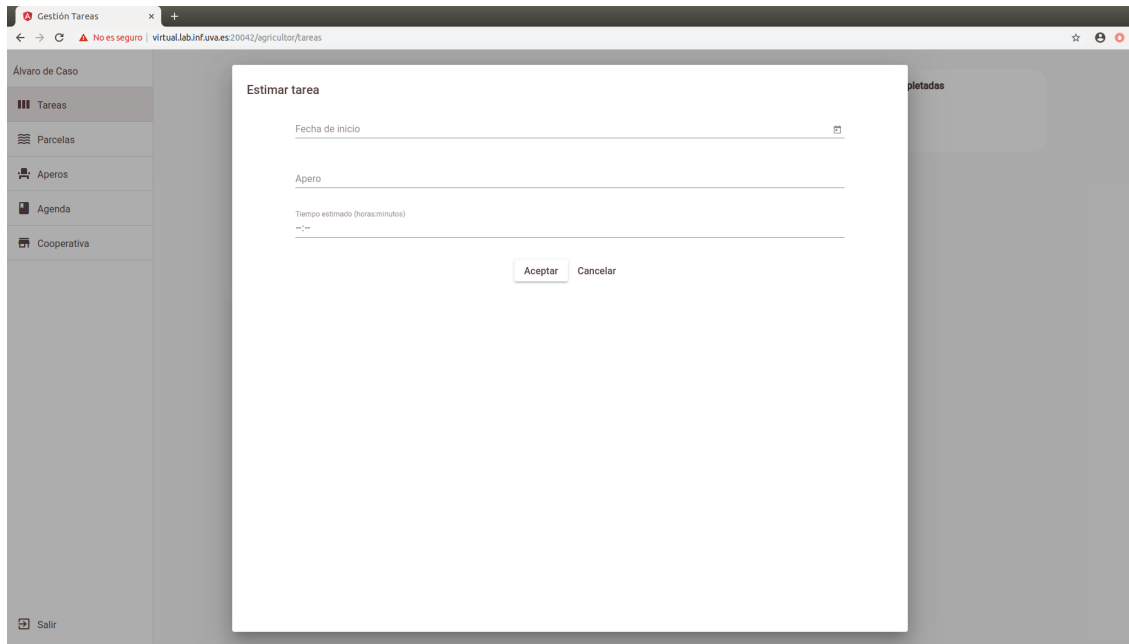 Gestión Tareas
No es seguro | virtual.lab.inf.uva.es:20042/agricultor/tareas
Álvaro de Caso
Tareas
Parcelas
Aperos
Agenda
Cooperativa
Salir
Estimar tarea
Fecha de inicio
Apero
Tiempo estimado (horas:minutos)
--:--
Aceptar Cancelar
pletadas